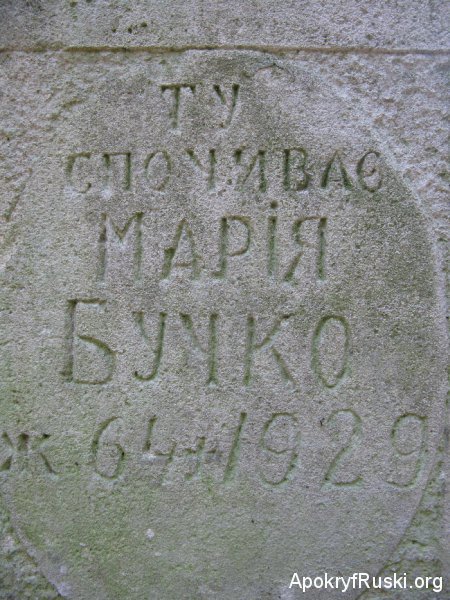 ТУ
СПОЧИВАЄ
МАРІЯ
БУЧКО
Ж. 64 †1929
ApokryfRuski.org